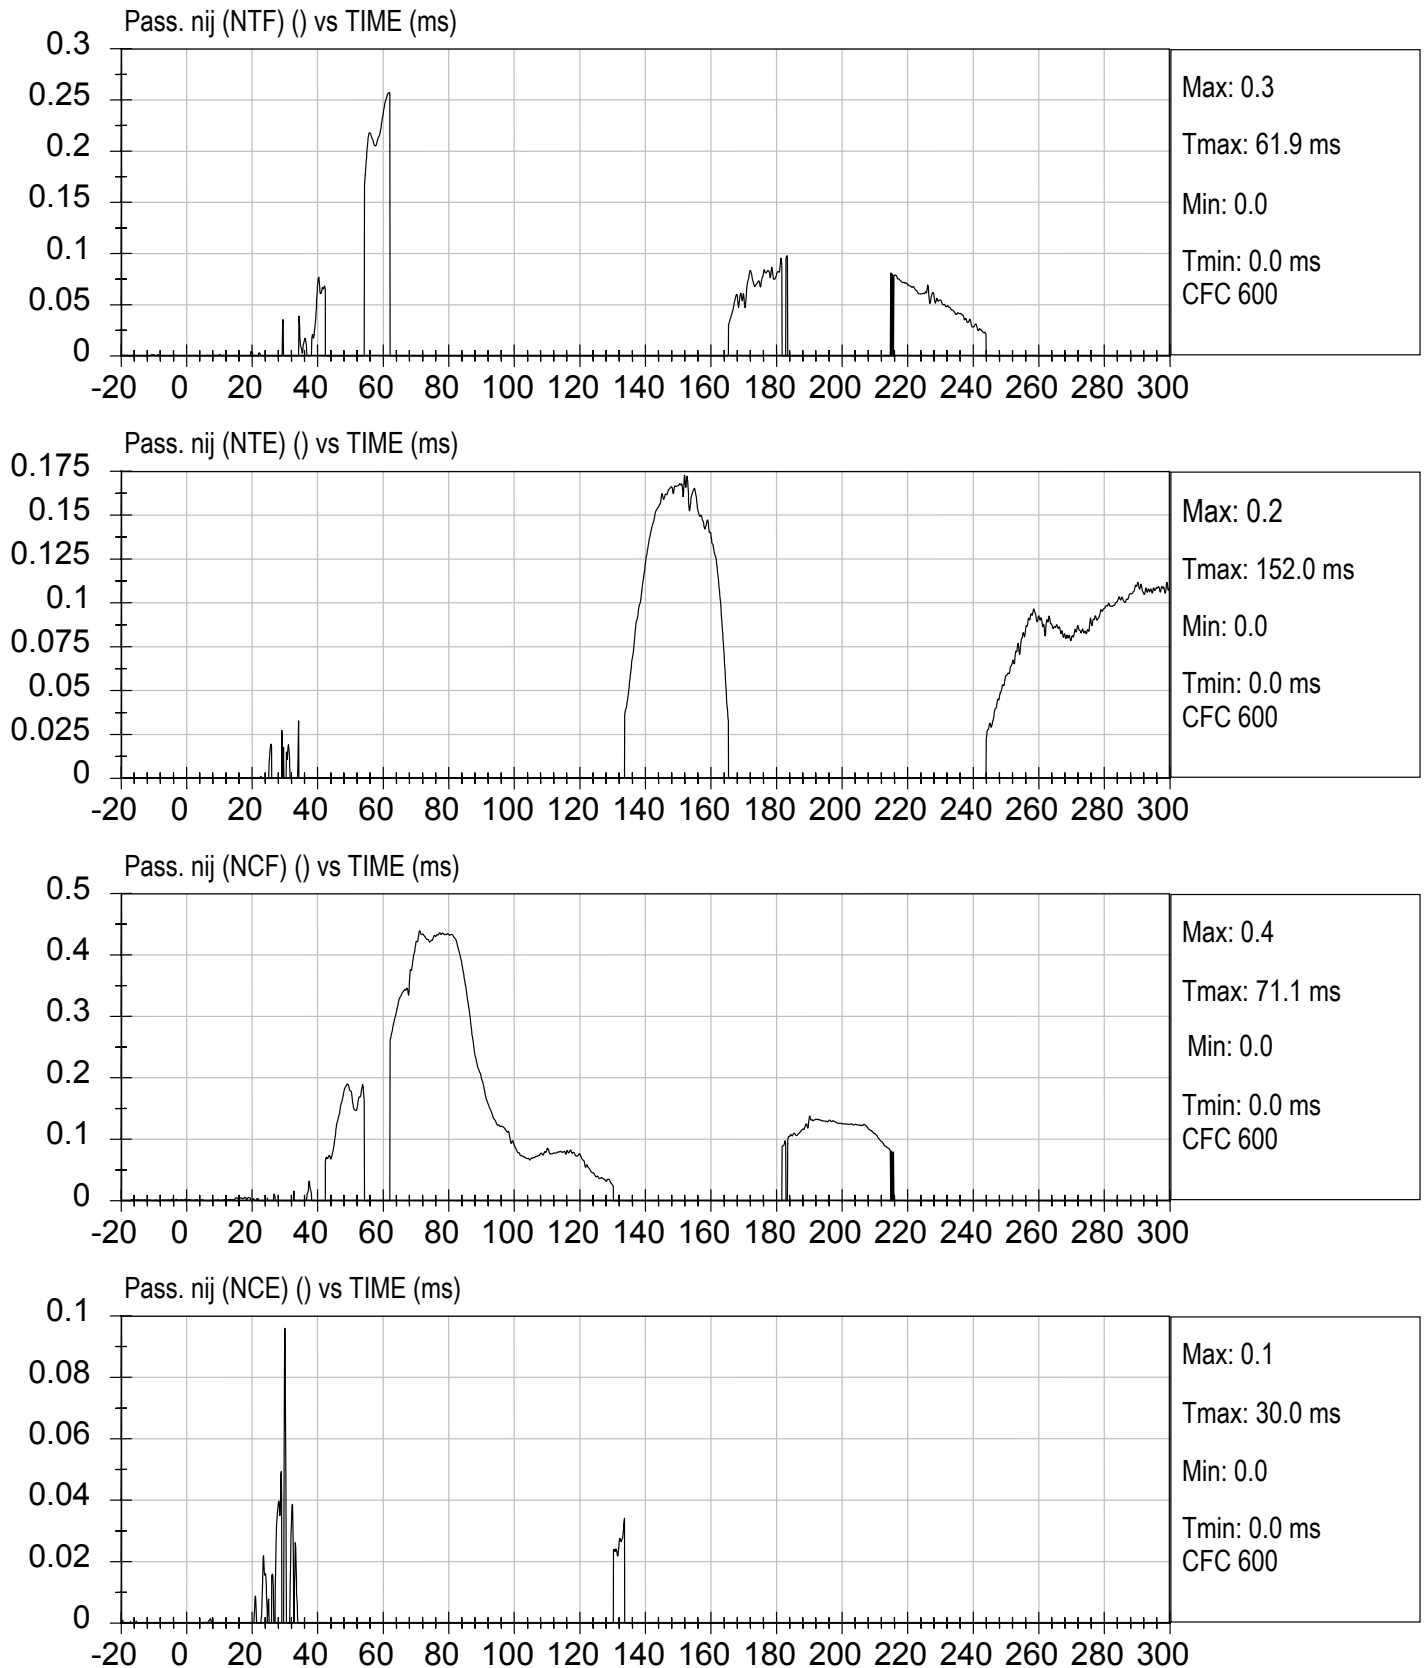 Pass. nij (NTF) () vs TIME (ms)
0.3
0.25
0.2
0.15
0.1
0.05
0
-20 0 20 40 60 80 100 120 140 160 180 200 220 240 260 280 300
Max: 0.3
Tmax: 61.9 ms
Min: 0.0
Tmin: 0.0 ms
CFC 600
Pass. nij (NTE) () vs TIME (ms)
0.175
0.15
0.125
0.1
0.075
0.05
0.025
0
-20 0 20 40 60 80 100 120 140 160 180 200 220 240 260 280 300
Max: 0.2
Tmax: 152.0 ms
Min: 0.0
Tmin: 0.0 ms
CFC 600
Pass. nij (NCF) () vs TIME (ms)
0.5
0.4
0.3
0.2
0.1
0
-20 0 20 40 60 80 100 120 140 160 180 200 220 240 260 280 300
Max: 0.4
Tmax: 71.1 ms
Min: 0.0
Tmin: 0.0 ms
CFC 600
Pass. nij (NCE) () vs TIME (ms)
0.1
0.08
0.06
0.04
0.02
0
-20 0 20 40 60 80 100 120 140 160 180 200 220 240 260 280 300
Max: 0.1
Tmax: 30.0 ms
Min: 0.0
Tmin: 0.0 ms
CFC 600